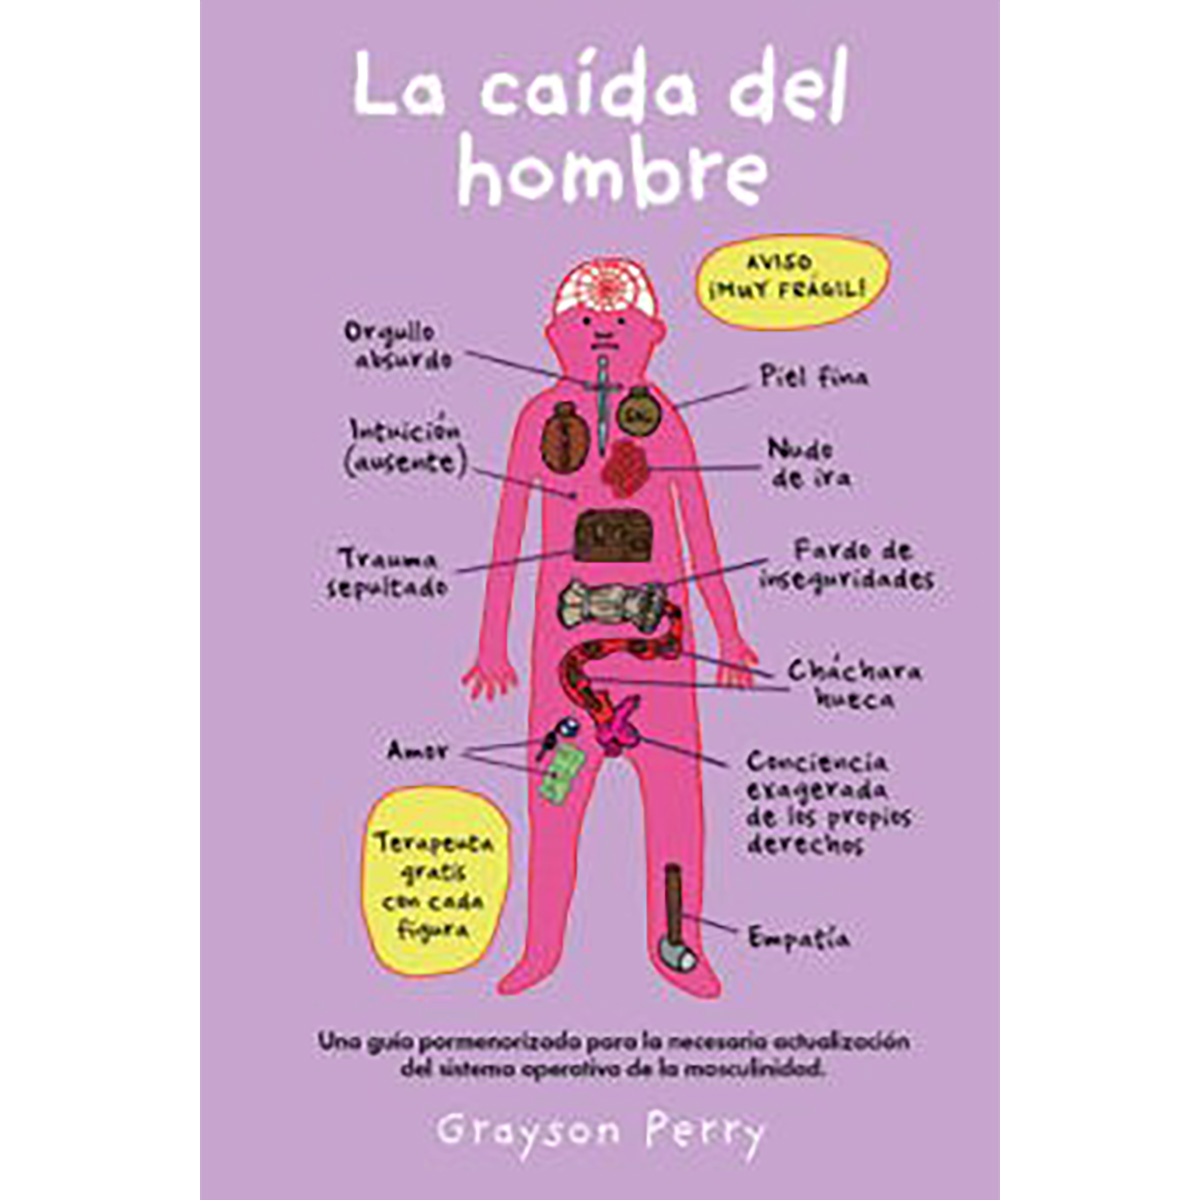 La caída del
hombre
AVISO
¡MUY FRÁGIL!
Orgullo
absurdo
Piel fina
Intuición
(ausente)
Nudo
de ira
Trauma
sepultado
Fardo de
inseguridades
Cháchara
hueca
Amor
Conciencia
exagerada
de los propios
derechos
Terapeuta
gratis
con cada
figura
Empatía
Una guía pormenorizada para la necesaria actualización
del sistema operativo de la masculinidad.
Grayson Perry